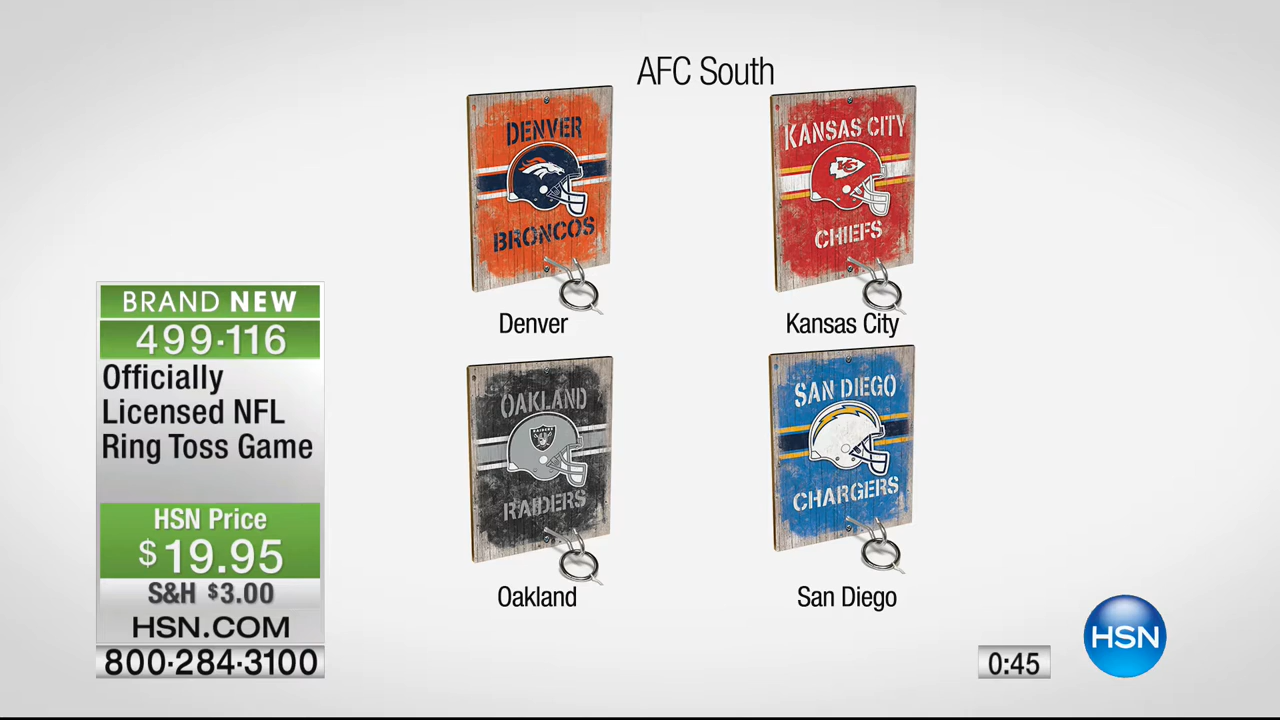 AFC South
DENVER
BRONCOS
Denver
KANSAS CITY
KC
CHIEFS
Kansas City
OAKLAND
RAIDERS
RAIDERS
Oakland
SAN DIEGO
CHARGERS
San Diego
BRAND NEW
499·116
Officially
Licensed NFL
Ring Toss Game
HSN Price
$19.95
S&H $3.00
HSN.COM
800·284·3100
0:45
HSN